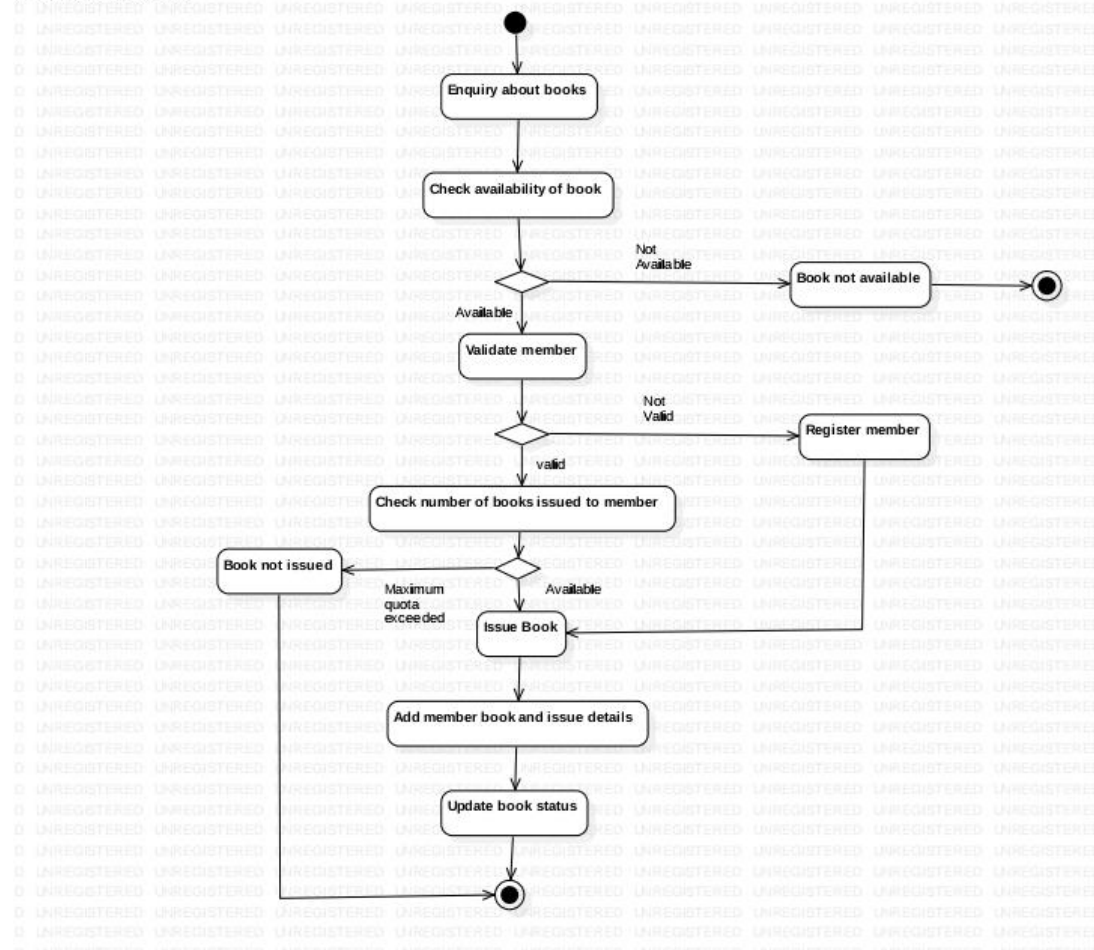 Enquiry about books
Check availability of book
Not
Available
Book not available
Available
Validate member
Not
Valid
Register member
valid
Check number of books issued to member
Book not issued
Maximum
quota
exceeded
Available
Issue Book
Add member book and issue details
Update book status
UNREGISTERED